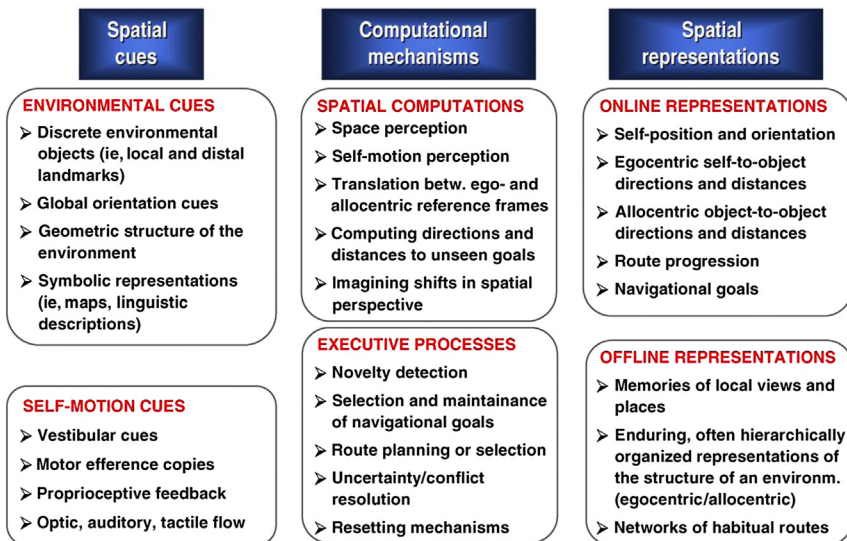 Spatial
cues
ENVIRONMENTAL CUES
➢ Discrete environmental
objects (ie, local and distal
landmarks)
➢ Global orientation cues
➢ Geometric structure of the
environment
➢ Symbolic representations
(ie, maps, linguistic
descriptions)
SELF-MOTION CUES
➢ Vestibular cues
➢ Motor efference copies
➢ Proprioceptive feedback
➢ Optic, auditory, tactile flow
Computational
mechanisms
SPATIAL COMPUTATIONS
➢ Space perception
➢ Self-motion perception
➢ Translation betw. ego- and
allocentric reference frames
➢ Computing directions and
distances to unseen goals
➢ Imagining shifts in spatial
perspective
EXECUTIVE PROCESSES
➢ Novelty detection
➢ Selection and maintainance
of navigational goals
➢ Route planning or selection
➢ Uncertainty/conflict
resolution
➢ Resetting mechanisms
Spatial
representations
ONLINE REPRESENTATIONS
➢ Self-position and orientation
➢ Egocentric self-to-object
directions and distances
➢ Allocentric object-to-object
directions and distances
➢ Route progression
➢ Navigational goals
OFFLINE REPRESENTATIONS
➢ Memories of local views and
places
➢ Enduring, often hierarchically
organized representations of
the structure of an environm.
(egocentric/allocentric)
➢ Networks of habitual routes